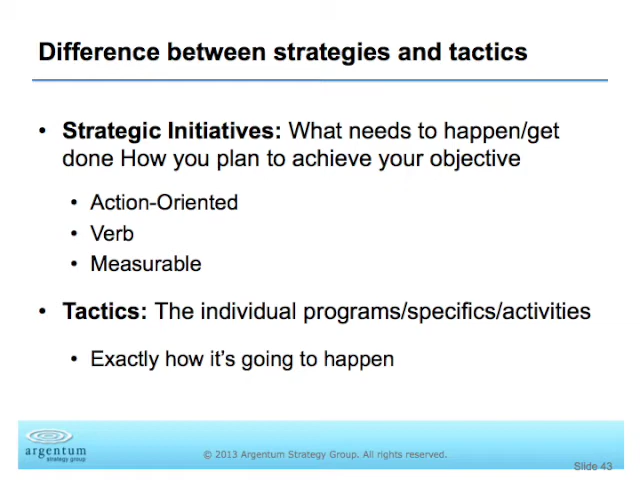 Difference between strategies and tactics
• Strategic Initiatives: What needs to happen/get
done How you plan to achieve your objective
• Action-Oriented
• Verb
• Measurable
• Tactics: The individual programs/specifics/activities
• Exactly how it's going to happen
argentum
strategy group
© 2013 Argentum Strategy Group. All rights reserved.
Slide 43